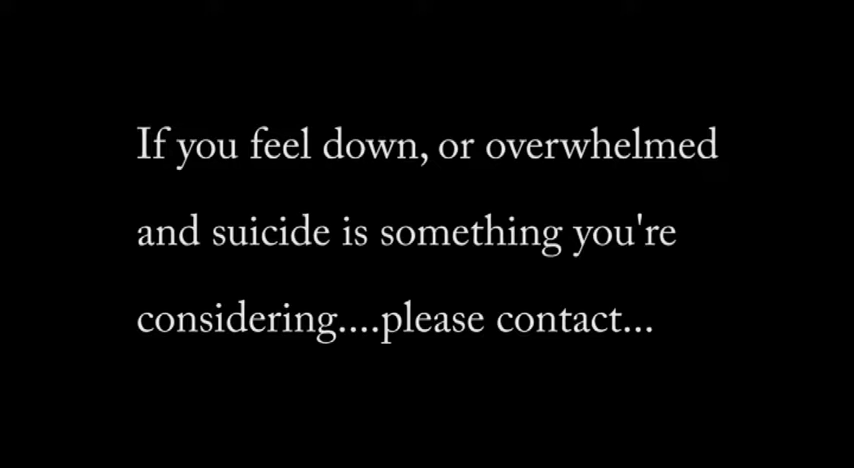 If you feel down, or overwhelmed
and suicide is something you're
considering....please contact...